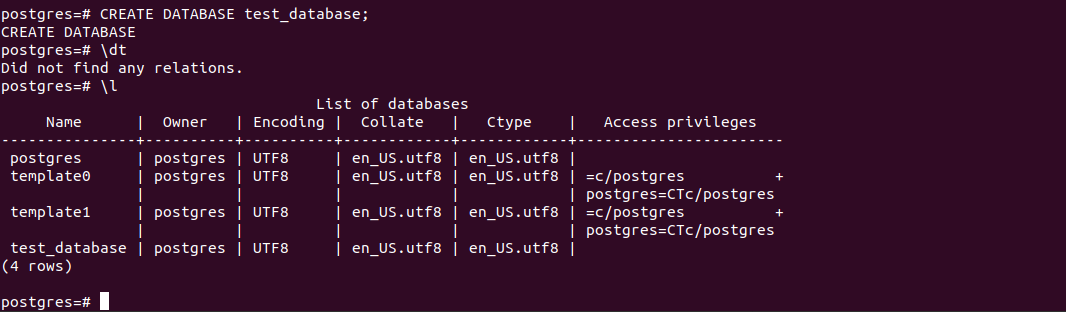 postgres=# CREATE DATABASE test_database;
CREATE DATABASE
postgres=# \dt
Did not find any relations.
postgres=# \l
                                   List of databases
     Name      |  Owner   | Encoding |  Collate   |   Ctype    |   Access privileges
---------------+----------+----------+------------+------------+-----------------------
 postgres      | postgres | UTF8     | en_US.utf8 | en_US.utf8 |
 template0     | postgres | UTF8     | en_US.utf8 | en_US.utf8 | =c/postgres          +
               |          |          |            |            | postgres=CTc/postgres
 template1     | postgres | UTF8     | en_US.utf8 | en_US.utf8 | =c/postgres          +
               |          |          |            |            | postgres=CTc/postgres
 test_database | postgres | UTF8     | en_US.utf8 | en_US.utf8 |
(4 rows)

postgres=#